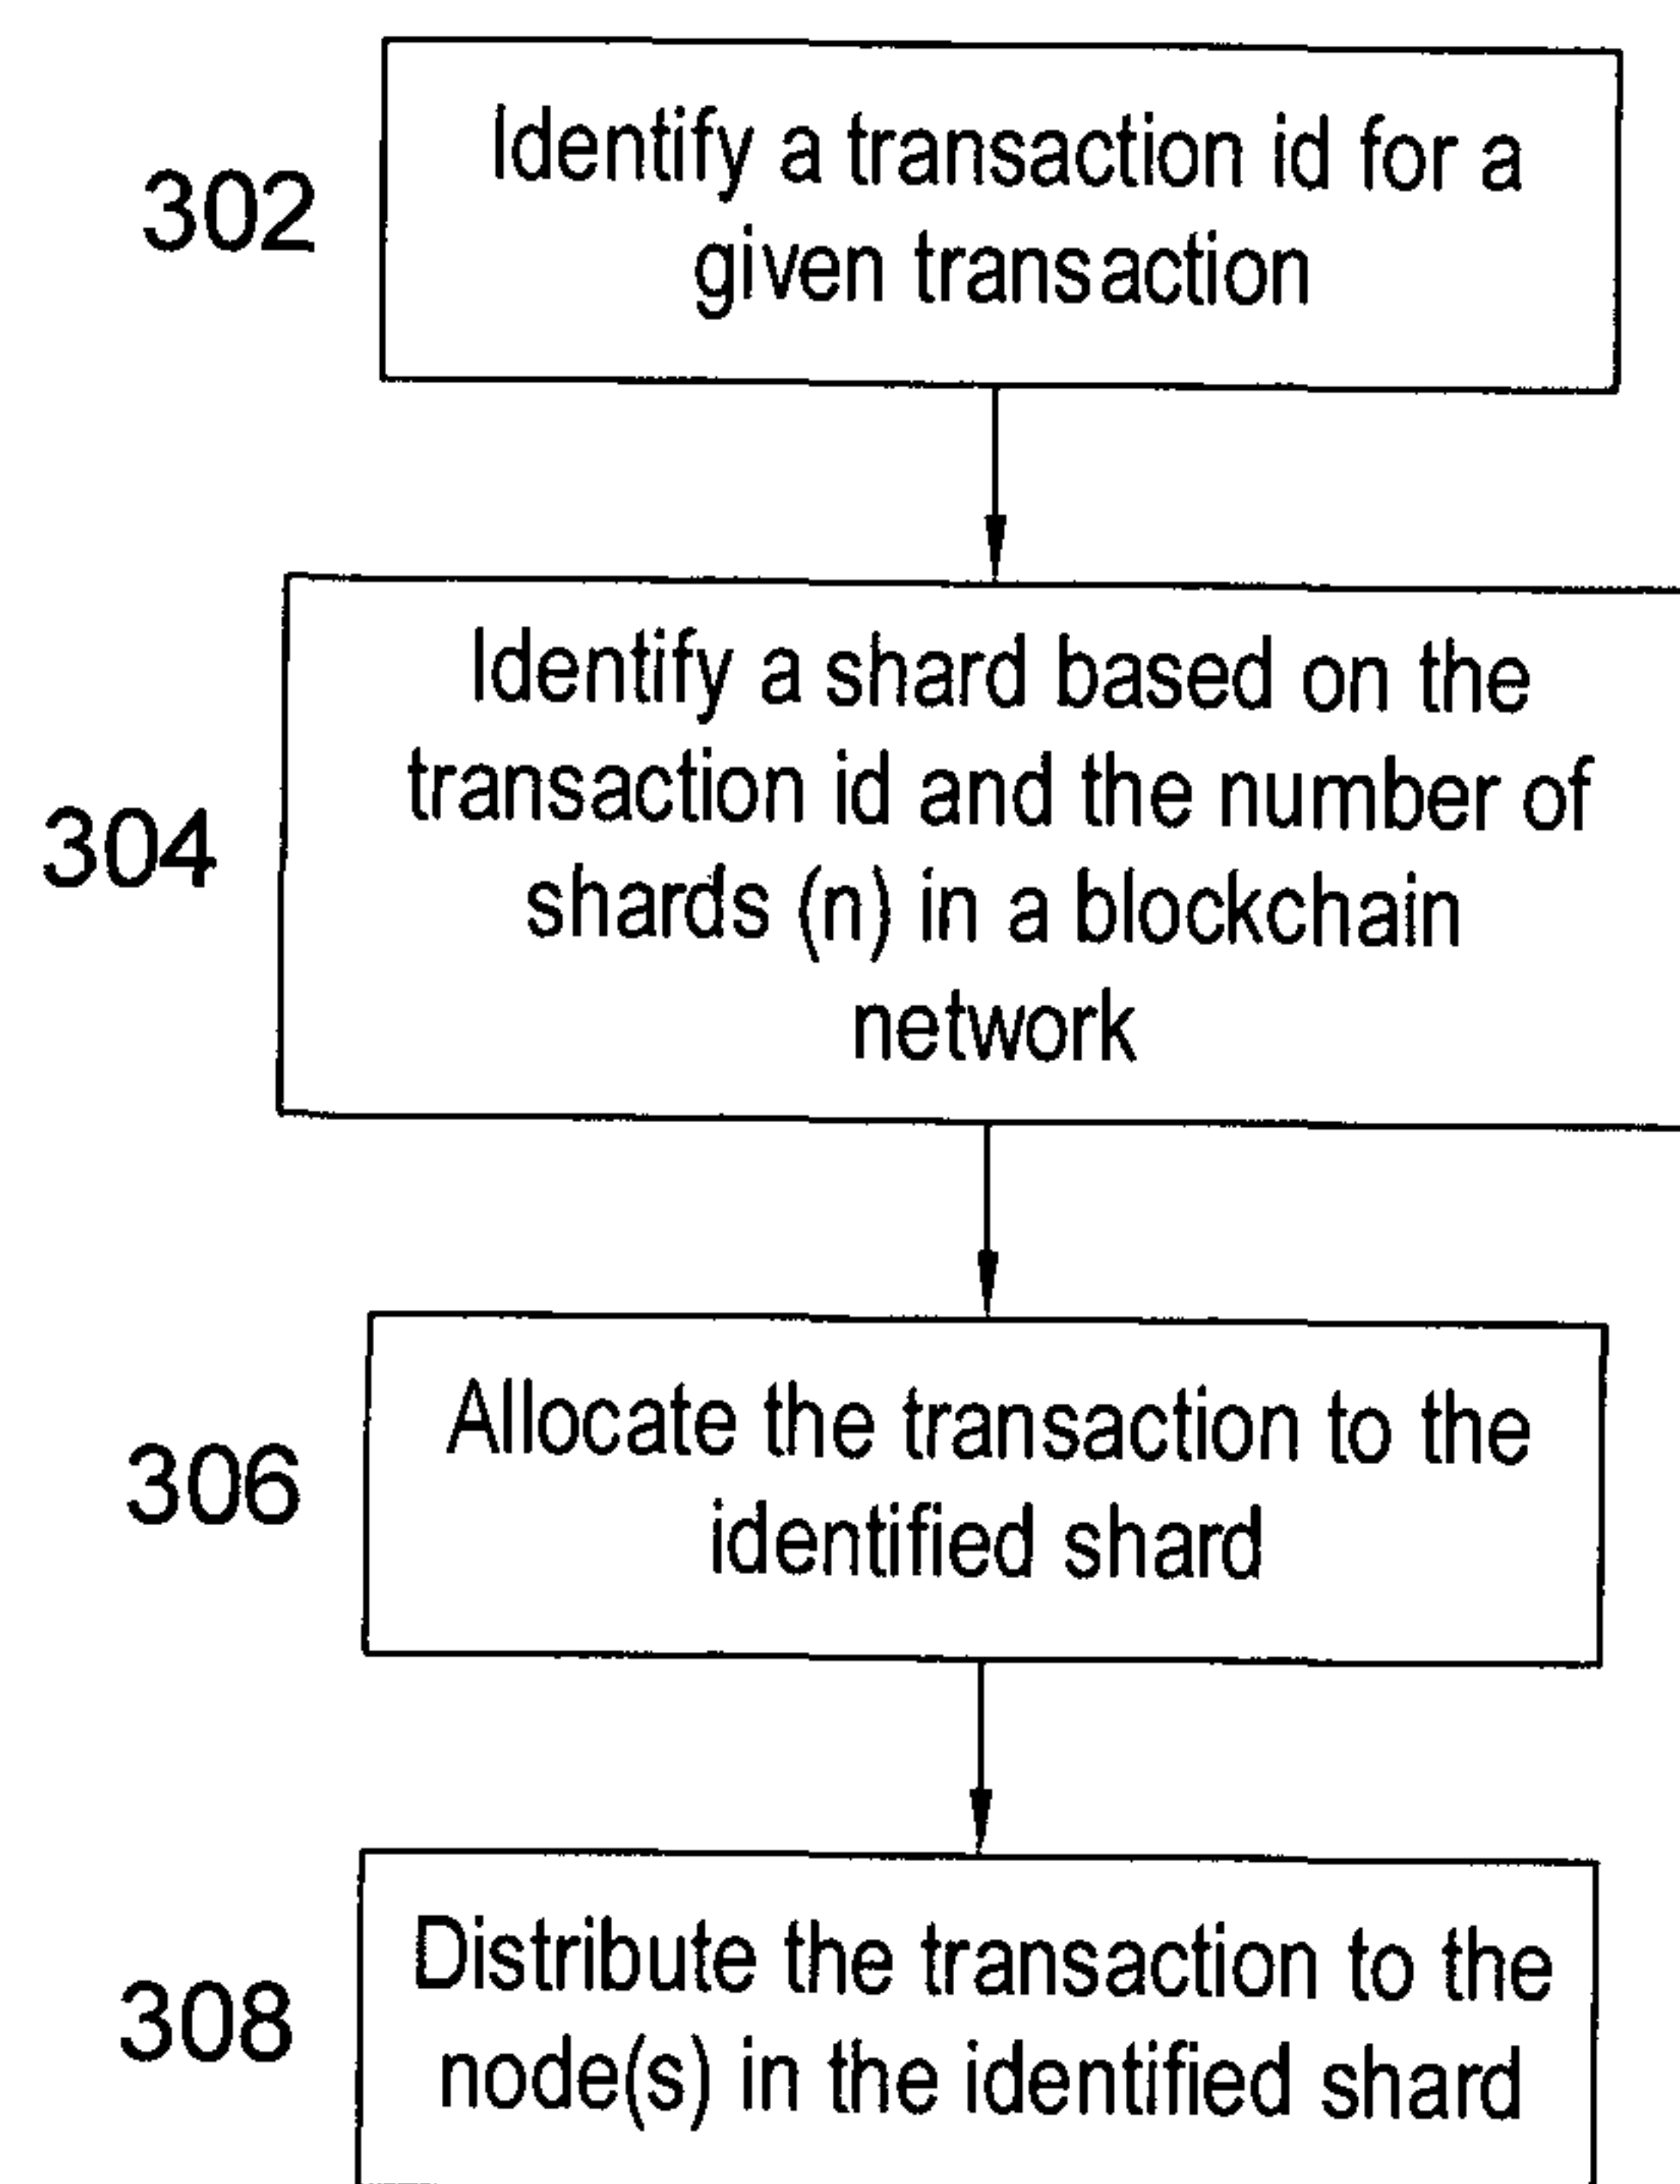 302
Identify a transaction id for a
given transaction
304
Identify a shard based on the
transaction id and the number of
shards (n) in a blockchain
network
306
Allocate the transaction to the
identified shard
308
Distribute the transaction to the
node(s) in the identified shard